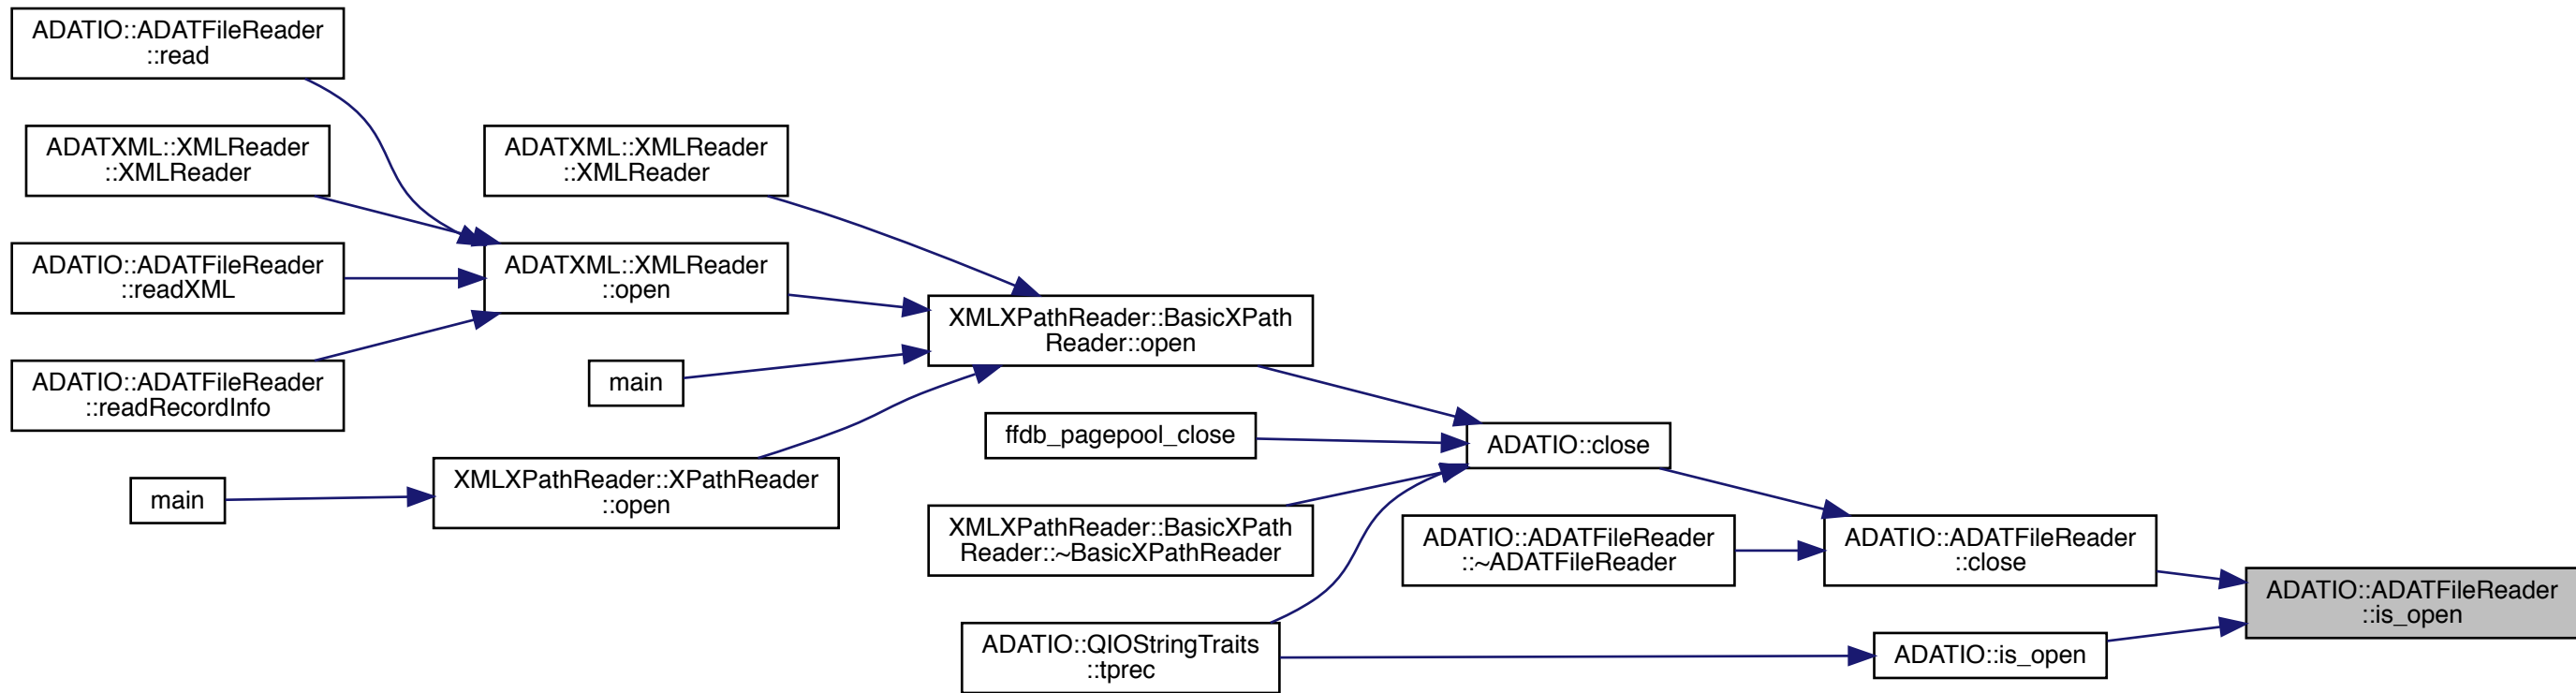 ADATIO::ADATFileReader
::read
ADATXML::XMLReader
::XMLReader
ADATIO::ADATFileReader
::readXML
ADATIO::ADATFileReader
::readRecordInfo
main
ADATXML::XMLReader
::XMLReader
ADATXML::XMLReader
::open
main
XMLXPathReader::XPathReader
::open
XMLXPathReader::BasicXPath
Reader::open
ffdb_pagepool_close
XMLXPathReader::BasicXPath
Reader::~BasicXPathReader
ADATIO::QIOStringTraits
::tprec
ADATIO::close
ADATIO::ADATFileReader
::~ADATFileReader
ADATIO::ADATFileReader
::close
ADATIO::is_open
ADATIO::ADATFileReader
::is_open